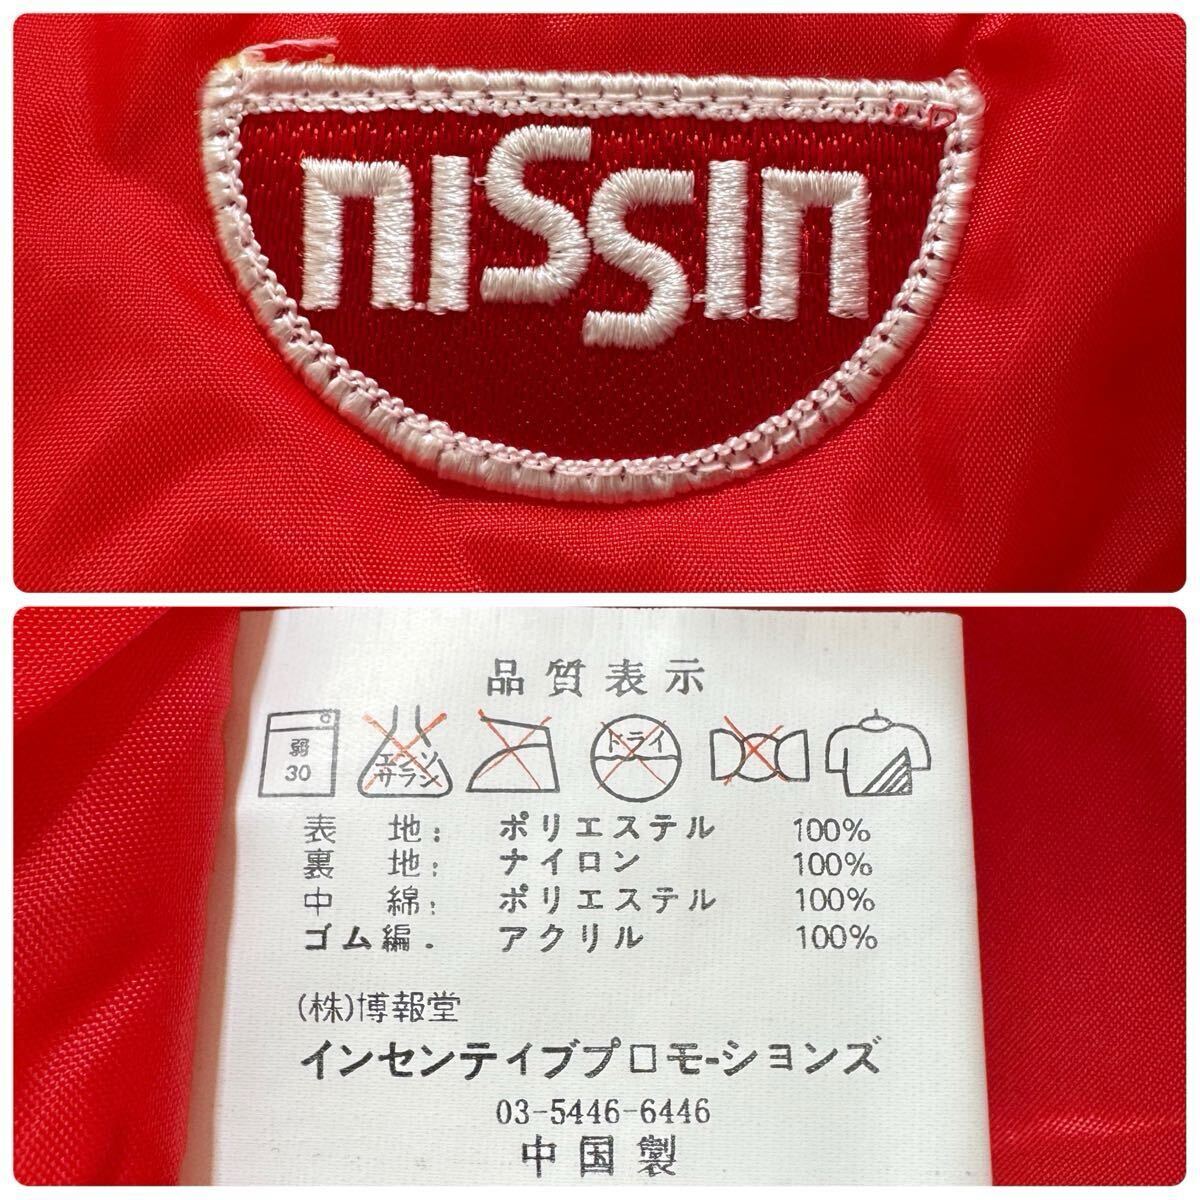 nissin
品質表示
弱
30
エンソ
サラシ
ドライ
表 地: ポリエステル 100%
裏 地: ナイロン 100%
中 綿: ポリエステル 100%
ゴム編. アクリル 100%
(株)博報堂
インセンティブプロモーションズ
03-5446-6446
中国製